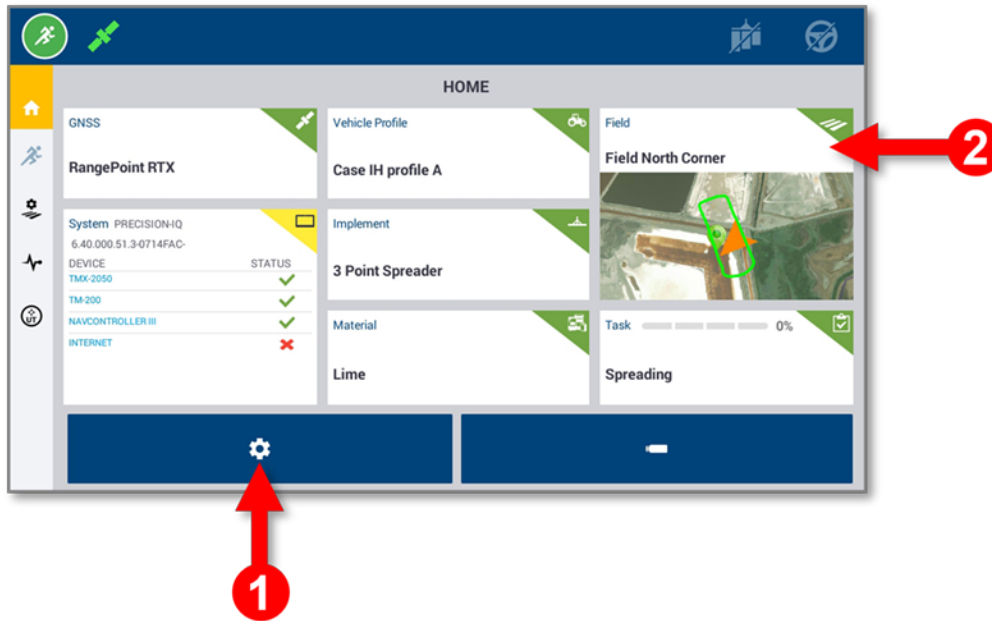 HOME
GNSS
RangePoint RTX
Vehicle Profile
Case IH profile A
Field
Field North Corner
2
System PRECISION-IQ
6.40.000.51.3-0714FAC-
DEVICE STATUS
TMX-2050
TM-200
NAVCONTROLLER III
INTERNET
Implement
3 Point Spreader
Material
Lime
Task 0%
Spreading
UT
1